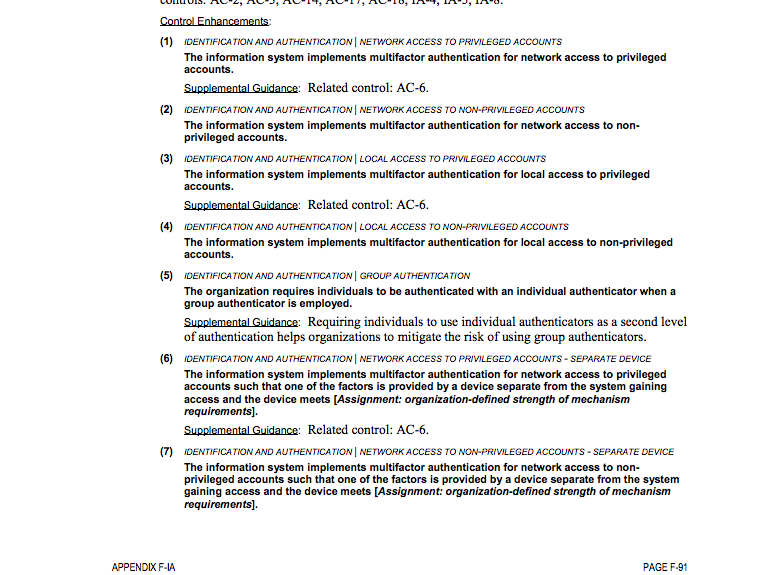 controls: AC-2, AC-3, AC-14, AC-17, AC-18, IA-4, IA-5, IA-8.
Control Enhancements:
(1) IDENTIFICATION AND AUTHENTICATION | NETWORK ACCESS TO PRIVILEGED ACCOUNTS
The information system implements multifactor authentication for network access to privileged
accounts.
Supplemental Guidance: Related control: AC-6.
(2) IDENTIFICATION AND AUTHENTICATION | NETWORK ACCESS TO NON-PRIVILEGED ACCOUNTS
The information system implements multifactor authentication for network access to non-
privileged accounts.
(3) IDENTIFICATION AND AUTHENTICATION | LOCAL ACCESS TO PRIVILEGED ACCOUNTS
The information system implements multifactor authentication for local access to privileged
accounts.
Supplemental Guidance: Related control: AC-6.
(4) IDENTIFICATION AND AUTHENTICATION | LOCAL ACCESS TO NON-PRIVILEGED ACCOUNTS
The information system implements multifactor authentication for local access to non-privileged
accounts.
(5) IDENTIFICATION AND AUTHENTICATION | GROUP AUTHENTICATION
The organization requires individuals to be authenticated with an individual authenticator when a
group authenticator is employed.
Supplemental Guidance: Requiring individuals to use individual authenticators as a second level
of authentication helps organizations to mitigate the risk of using group authenticators.
(6) IDENTIFICATION AND AUTHENTICATION | NETWORK ACCESS TO PRIVILEGED ACCOUNTS - SEPARATE DEVICE
The information system implements multifactor authentication for network access to privileged
accounts such that one of the factors is provided by a device separate from the system gaining
access and the device meets [Assignment: organization-defined strength of mechanism
requirements].
Supplemental Guidance: Related control: AC-6.
(7) IDENTIFICATION AND AUTHENTICATION | NETWORK ACCESS TO NON-PRIVILEGED ACCOUNTS - SEPARATE DEVICE
The information system implements multifactor authentication for network access to non-
privileged accounts such that one of the factors is provided by a device separate from the system
gaining access and the device meets [Assignment: organization-defined strength of mechanism
requirements].
APPENDIX F-IA PAGE F-91